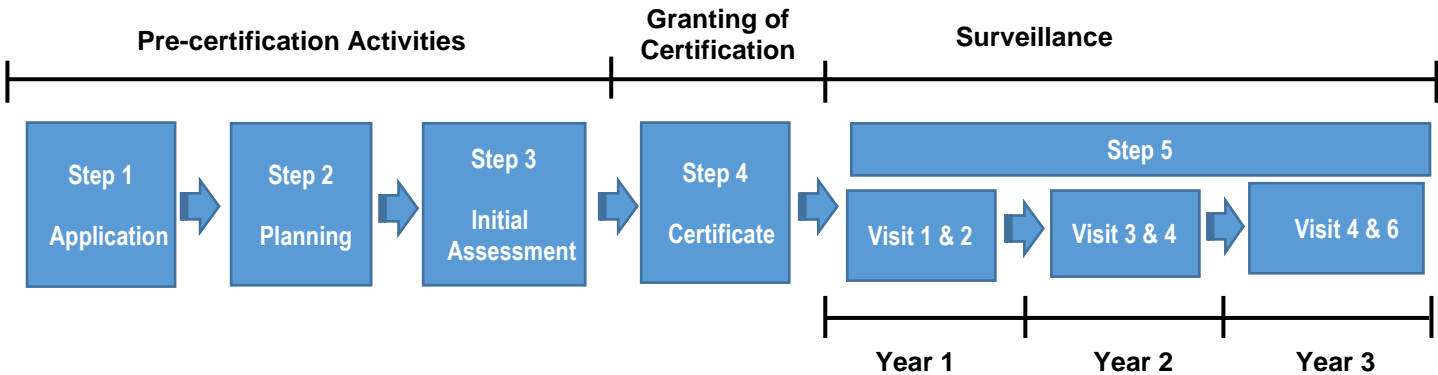 Pre-certification Activities
Granting of
Certification
Surveillance
Step 1
Application
Step 2
Planning
Step 3
Initial
Assessment
Step 4
Certificate
Step 5
Visit 1 & 2
Visit 3 & 4
Visit 4 & 6
Year 1
Year 2
Year 3